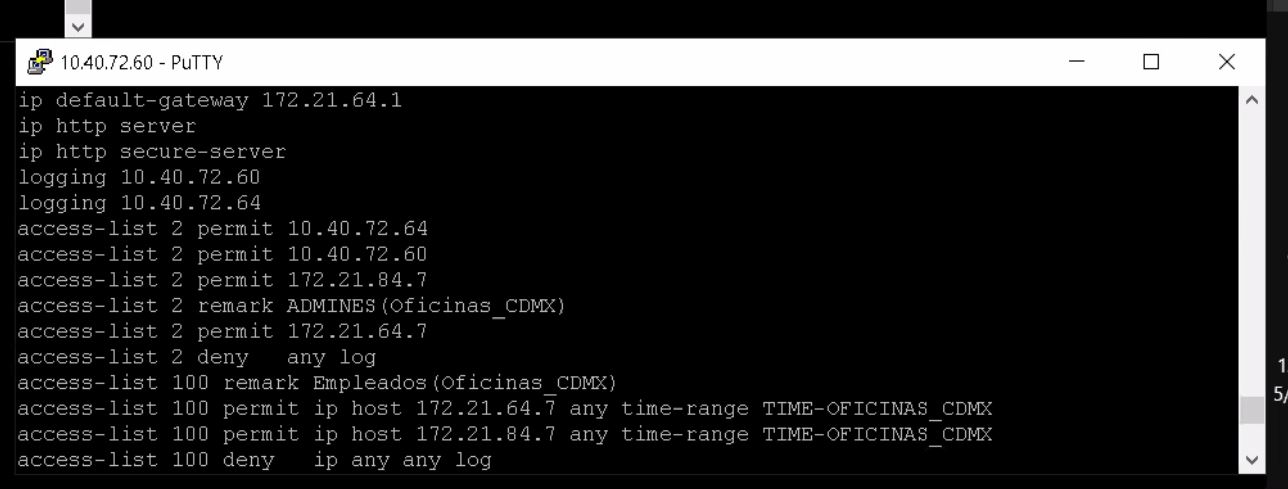 10.40.72.60 - PuTTY
ip default-gateway 172.21.64.1
ip http server
ip http secure-server
logging 10.40.72.60
logging 10.40.72.64
access-list 2 permit 10.40.72.64
access-list 2 permit 10.40.72.60
access-list 2 permit 172.21.84.7
access-list 2 remark ADMINES(Oficinas_CDMX)
access-list 2 permit 172.21.64.7
access-list 2 deny   any log
access-list 100 remark Empleados(Oficinas_CDMX)
access-list 100 permit ip host 172.21.64.7 any time-range TIME-OFICINAS_CDMX
access-list 100 permit ip host 172.21.84.7 any time-range TIME-OFICINAS_CDMX
access-list 100 deny   ip any any log